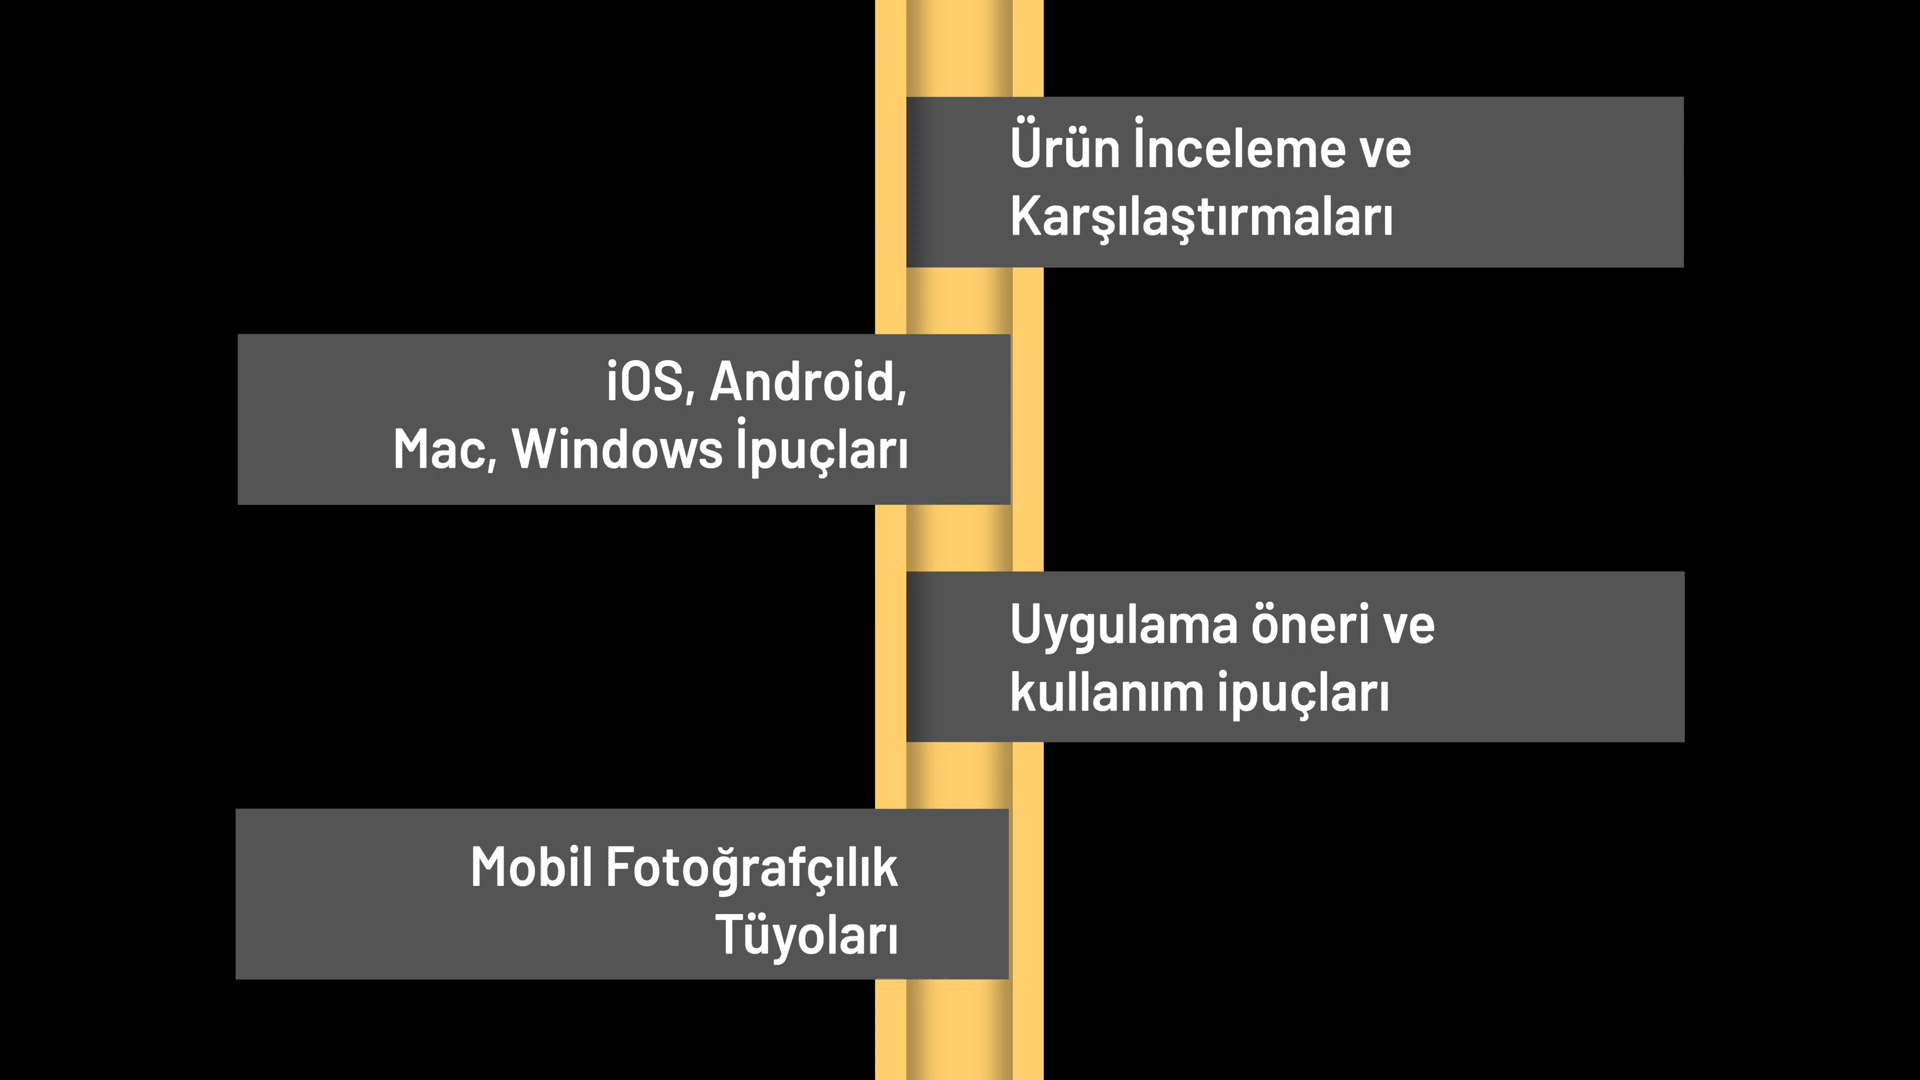 Ürün İnceleme ve
Karşılaştırmaları
iOS, Android,
Mac, Windows İpuçları
Uygulama öneri ve
kullanım ipuçları
Mobil Fotoğrafçılık
Tüyoları